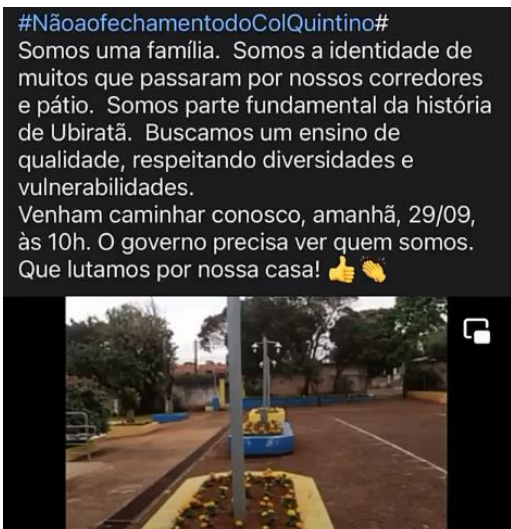 #NãoaofechamentodoColQuintino#
Somos uma família. Somos a identidade de
muitos que passaram por nossos corredores
e pátio. Somos parte fundamental da história
de Ubiratã. Buscamos um ensino de
qualidade, respeitando diversidades e
vulnerabilidades.
Venham caminhar conosco, amanhã, 29/09,
às 10h. O governo precisa ver quem somos.
Que lutamos por nossa casa! 👍👏